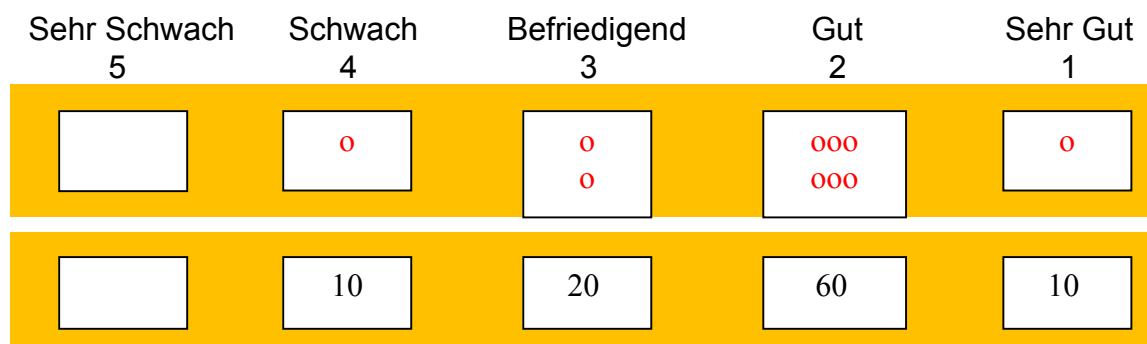 Sehr Schwach Schwach Befriedigend Gut Sehr Gut
5 4 3 2 1
o o ooo o
o ooo
10 20 60 10